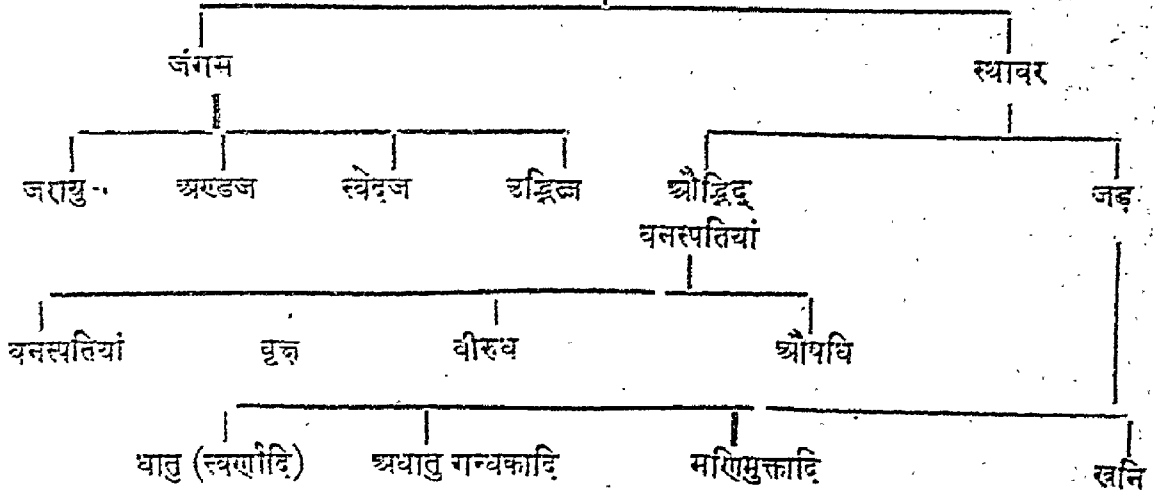 जंगम स्थावर
जरायु अण्डज स्वेदज उद्भिज्ज औद्भिद् जड़
वनस्पतियां
वनस्पतियां वृक्ष वीरुध औषधि
धातु (स्वर्णादि) अधातु गन्धकादि मणिमुक्तादि खनि